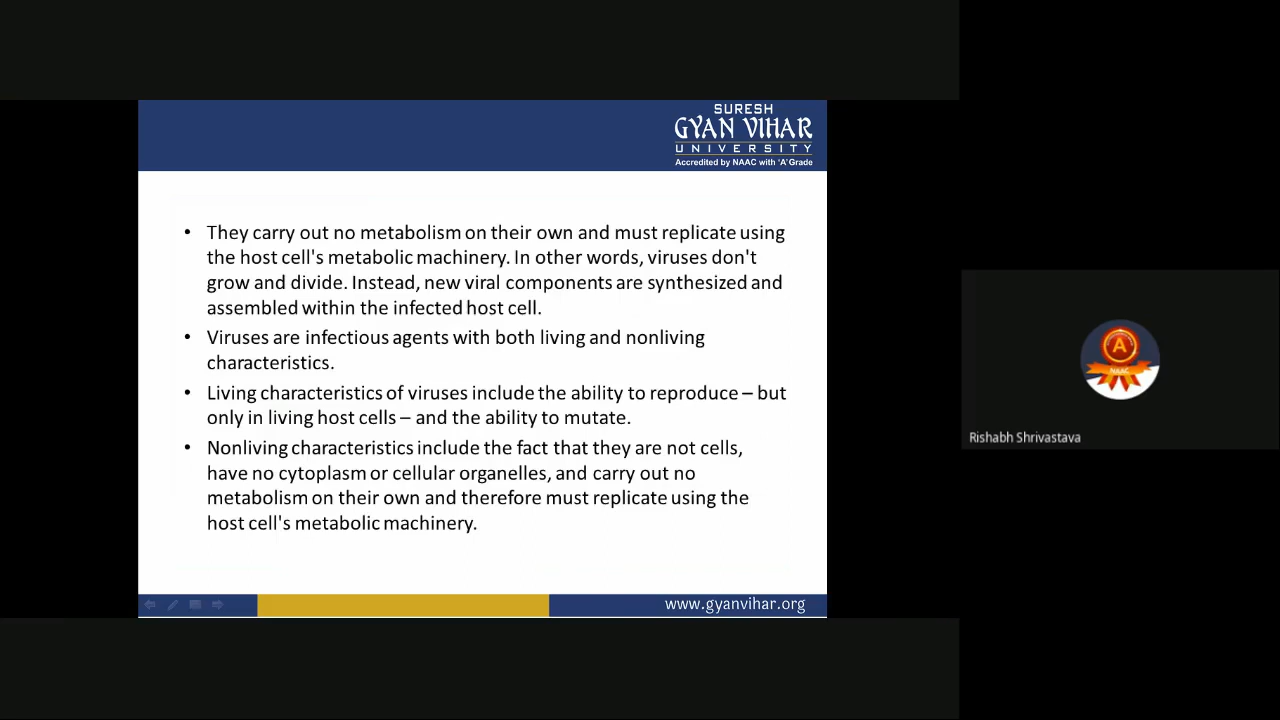 SURESH
GYAN VIHAR
UNIVERSITY
Accredited by NAAC with 'A' Grade
• They carry out no metabolism on their own and must replicate using
the host cell's metabolic machinery. In other words, viruses don't
grow and divide. Instead, new viral components are synthesized and
assembled within the infected host cell.
• Viruses are infectious agents with both living and nonliving
characteristics.
• Living characteristics of viruses include the ability to reproduce – but
only in living host cells – and the ability to mutate.
• Nonliving characteristics include the fact that they are not cells,
have no cytoplasm or cellular organelles, and carry out no
metabolism on their own and therefore must replicate using the
host cell's metabolic machinery.
www.gyanvihar.org
A
NAAC
Rishabh Shrivastava